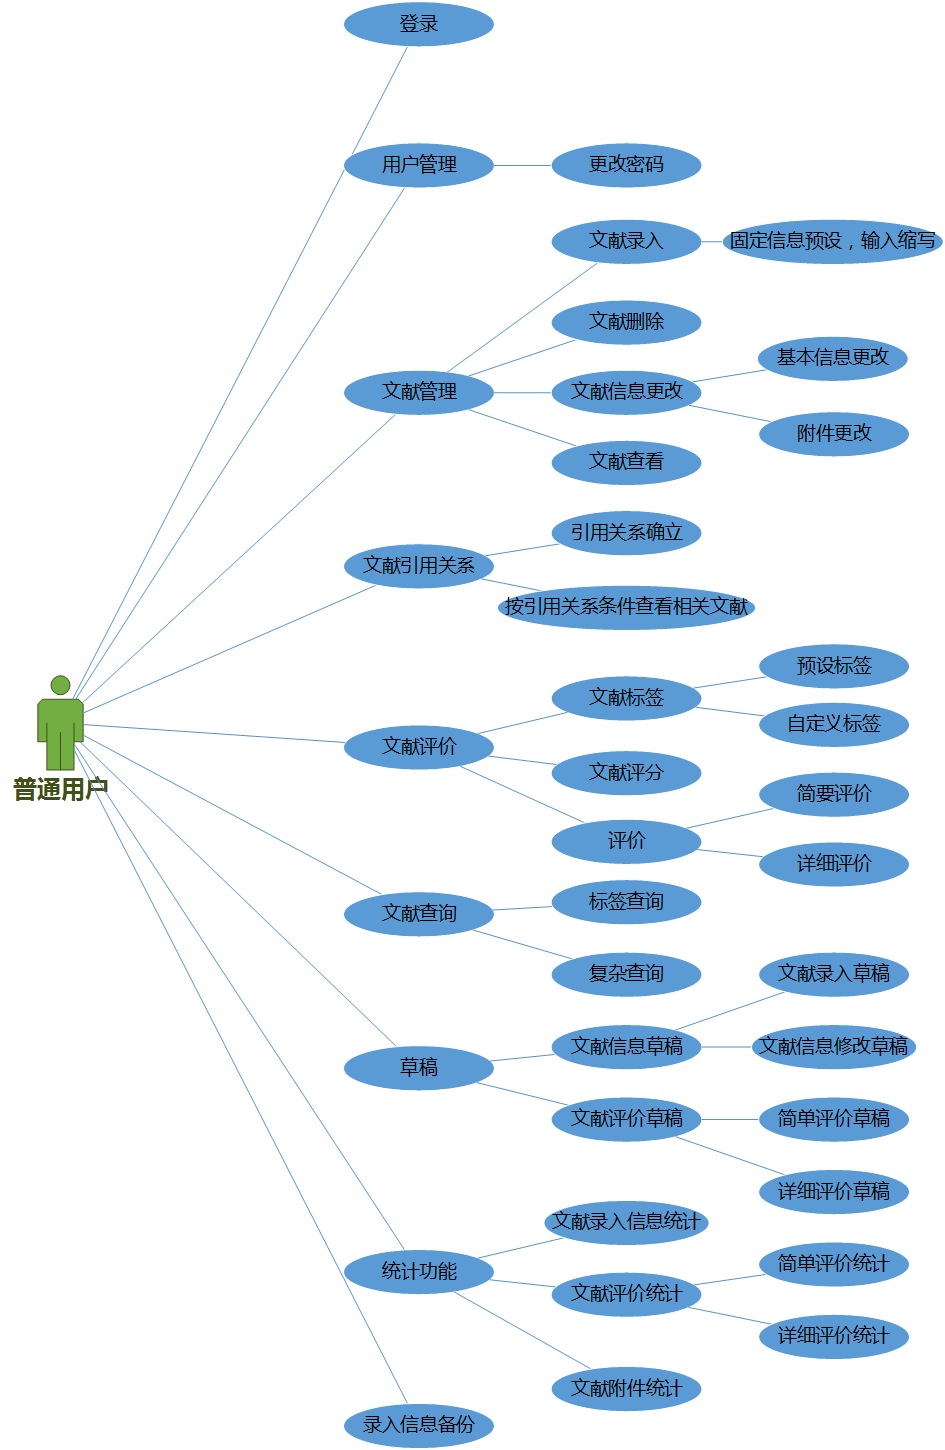 登录
用户管理
更改密码
文献录入
固定信息预设，输入缩写
文献删除
文献管理
文献信息更改
基本信息更改
附件更改
文献查看
引用关系确立
文献引用关系
按引用关系条件查看相关文献
预设标签
文献标签
自定义标签
文献评价
文献评分
普通用户
简要评价
评价
详细评价
标签查询
文献查询
复杂查询
文献录入草稿
文献信息草稿
文献信息修改草稿
草稿
文献评价草稿
简单评价草稿
详细评价草稿
文献录入信息统计
统计功能
简单评价统计
文献评价统计
详细评价统计
文献附件统计
录入信息备份